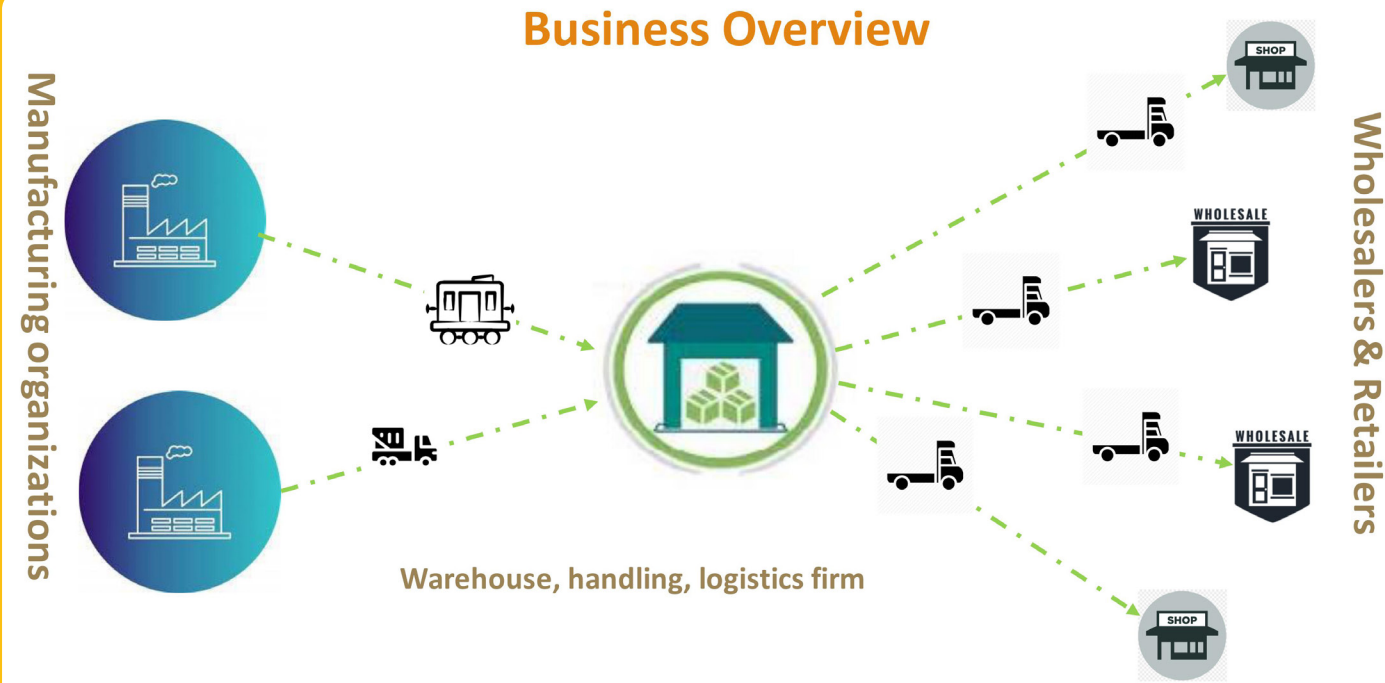 Business Overview
Manufacturing organizations
SHOP
WHOLESALE
WHOLESALE
SHOP
Wholesalers & Retailers
Warehouse, handling, logistics firm